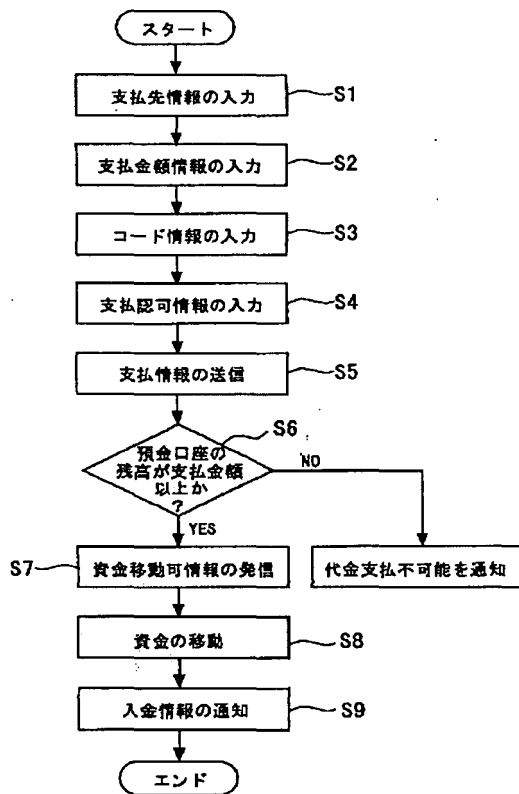 スタート
支払先情報の入力
S1
支払金額情報の入力
S2
コード情報の入力
S3
支払認可情報の入力
S4
支払情報の送信
S5
S6
預金口座の
残高が支払金額
以上か
?
NO
YES
S7
資金移動可情報の発信
代金支払不可能を通知
資金の移動
S8
入金情報の通知
S9
エンド